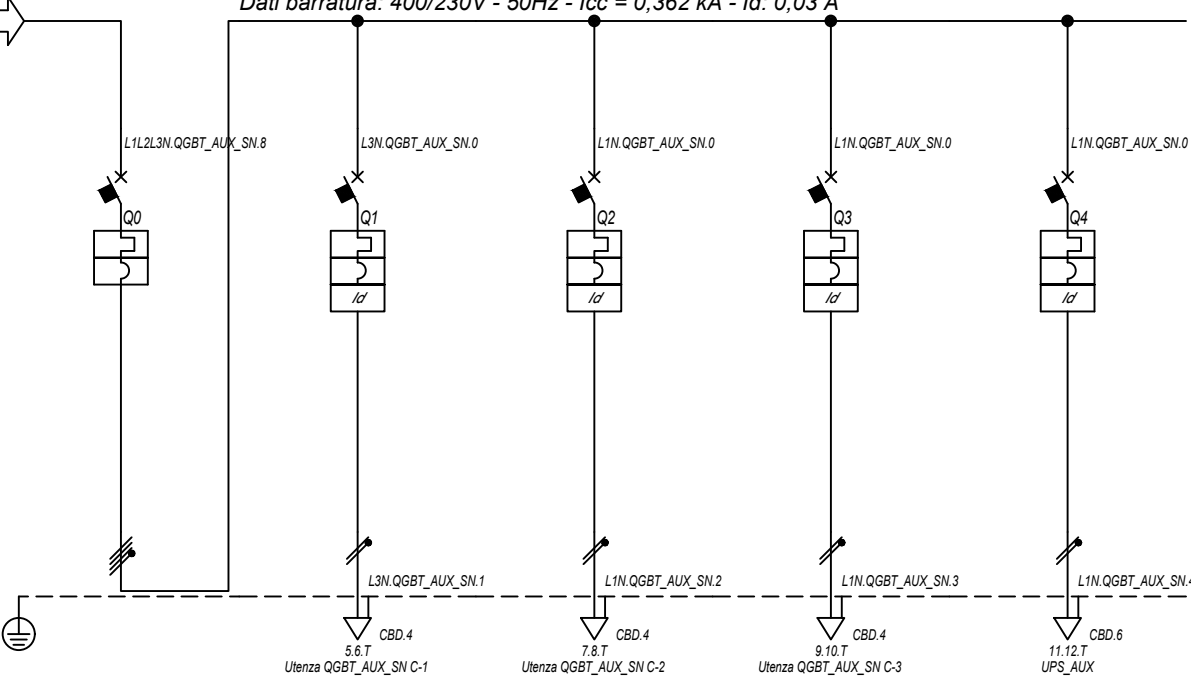 Dati barratura: 400/230V - 50Hz - Icc = 0,362 kA - Id: 0,03 A
L1L2L3N.QGBT_AUX_SN.8
L3N.QGBT_AUX_SN.0
L1N.QGBT_AUX_SN.0
L1N.QGBT_AUX_SN.0
L1N.QGBT_AUX_SN.0
Q0
Q1
Q2
Q3
Q4
Id
Id
Id
Id
L3N.QGBT_AUX_SN.1
L1N.QGBT_AUX_SN.2
L1N.QGBT_AUX_SN.3
L1N.QGBT_AUX_SN.4
CBD.4
CBD.4
CBD.4
CBD.6
5.6.T
Utenza QGBT_AUX_SN C-1
7.8.T
Utenza QGBT_AUX_SN C-2
9.10.T
Utenza QGBT_AUX_SN C-3
11.12.T
UPS_AUX